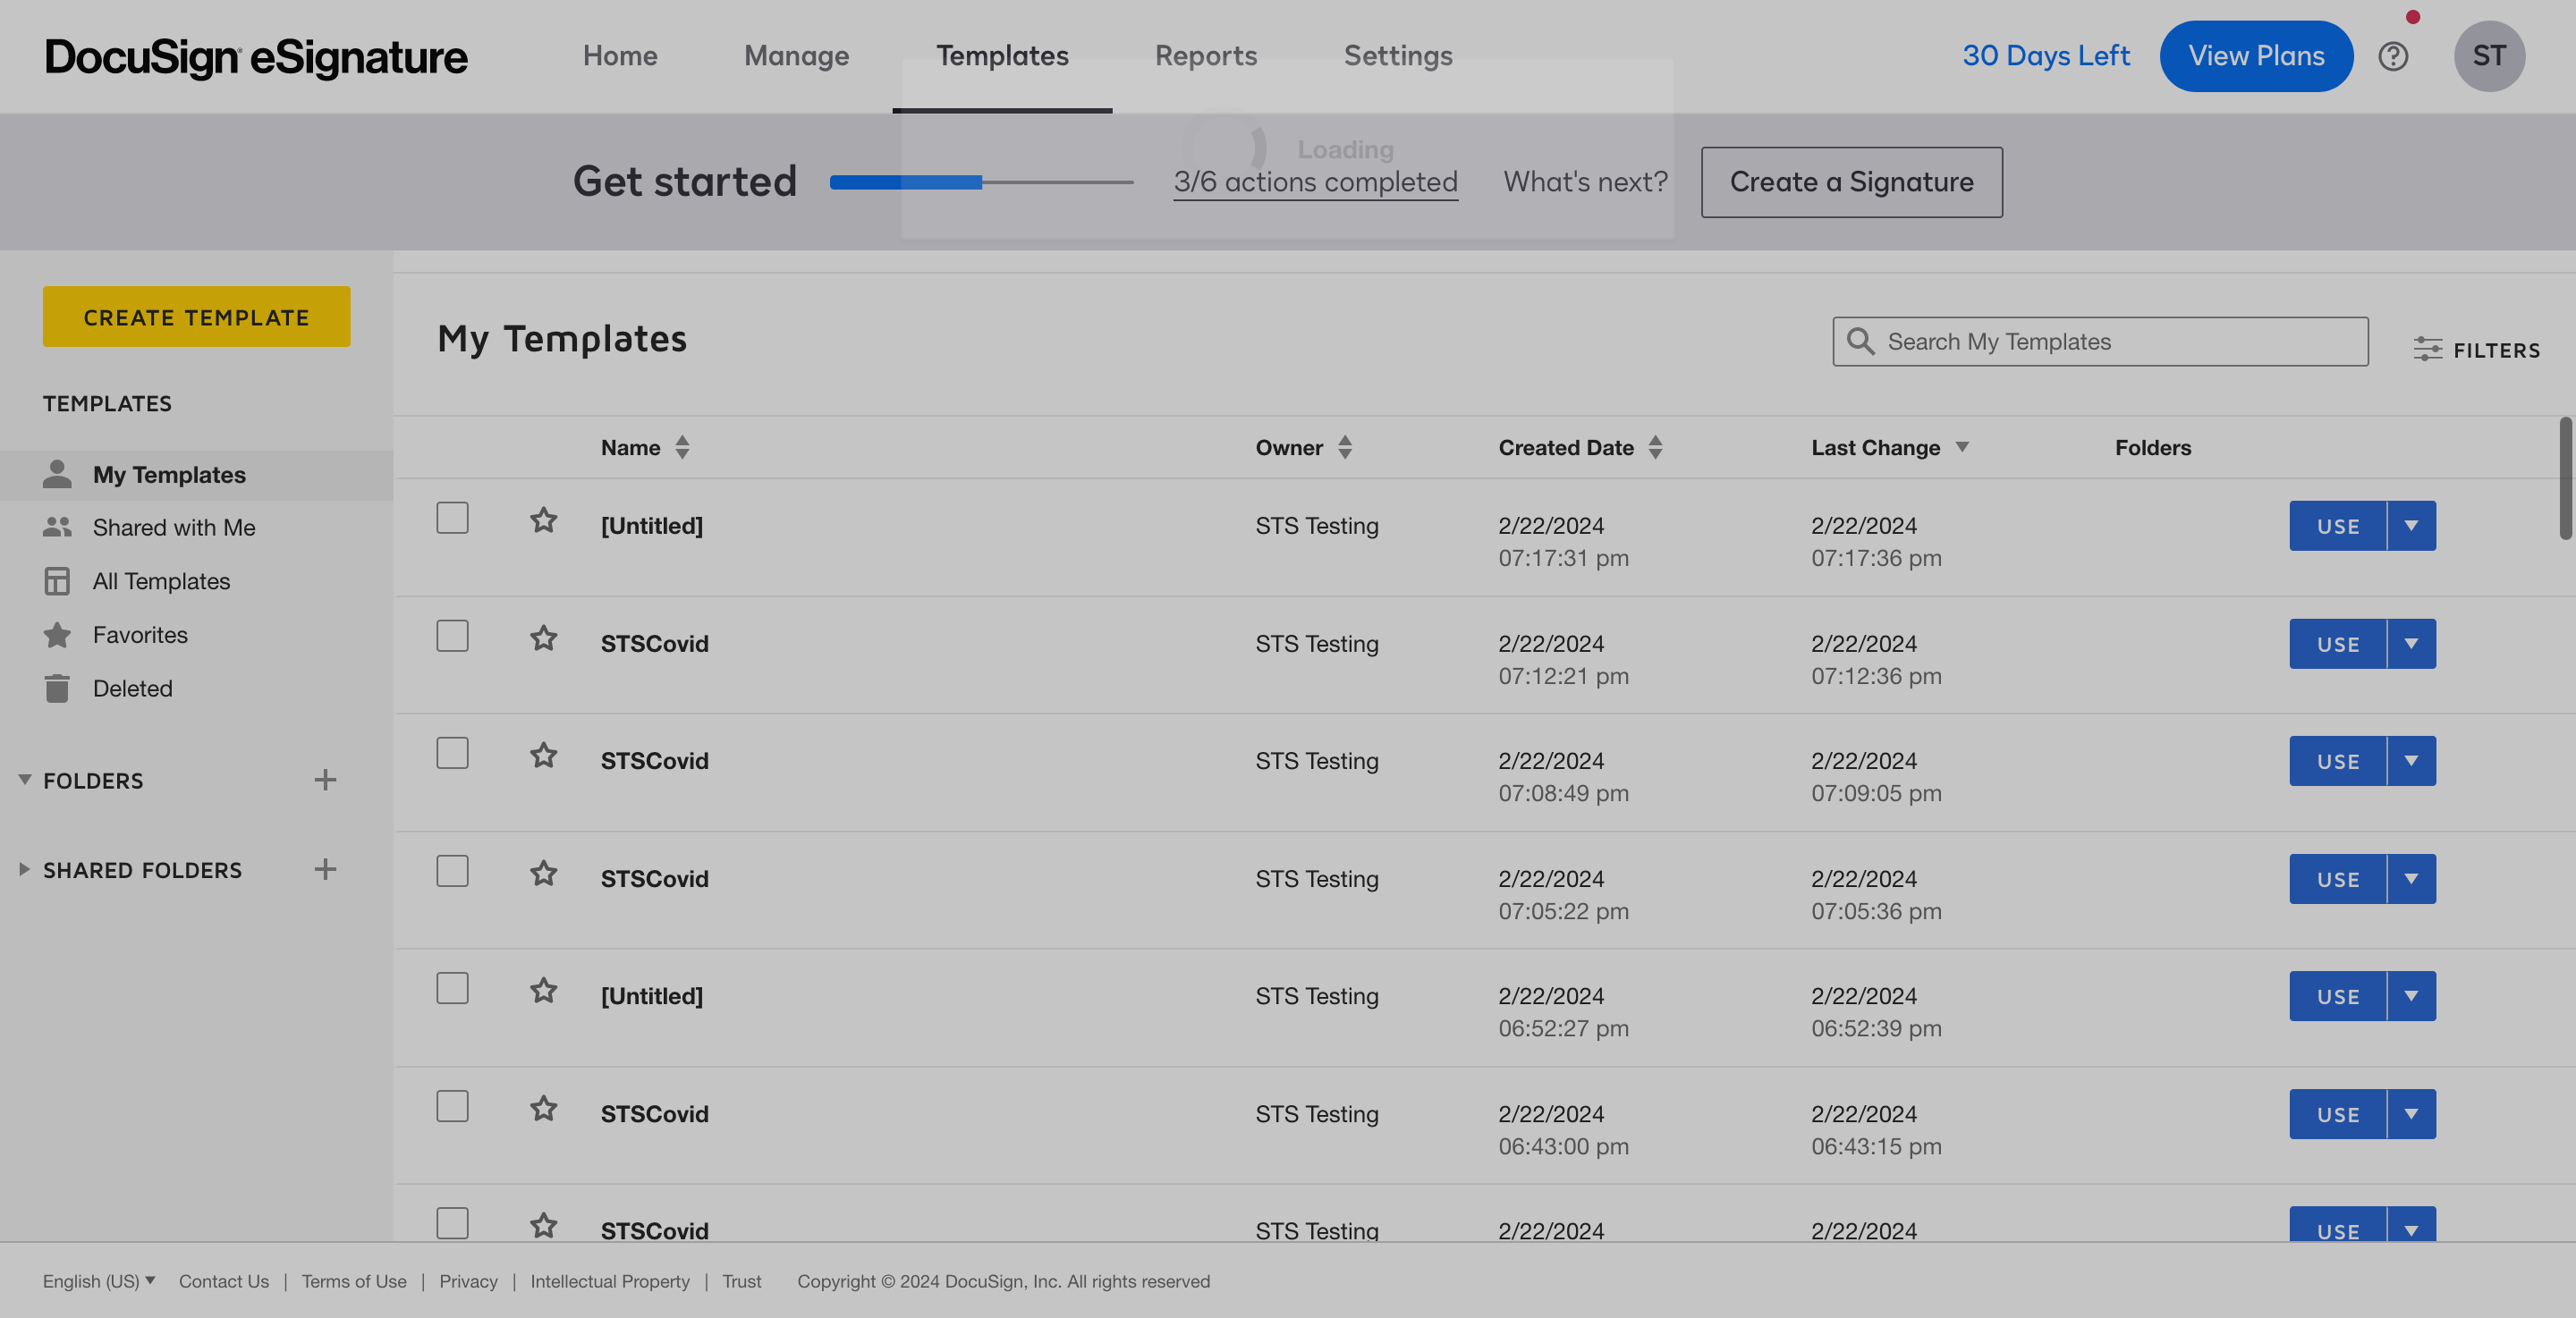 DocuSign eSignature
Home Manage Templates Reports Settings
30 Days Left View Plans ST
Loading
Get started 3/6 actions completed What's next? Create a Signature
CREATE TEMPLATE
TEMPLATES
My Templates
Shared with Me
All Templates
Favorites
Deleted
FOLDERS
SHARED FOLDERS
My Templates
Search My Templates
FILTERS
Name Owner Created Date Last Change Folders
[Untitled] STS Testing 2/22/2024 2/22/2024 USE
07:17:31 pm 07:17:36 pm
STSCovid STS Testing 2/22/2024 2/22/2024 USE
07:12:21 pm 07:12:36 pm
STSCovid STS Testing 2/22/2024 2/22/2024 USE
07:08:49 pm 07:09:05 pm
STSCovid STS Testing 2/22/2024 2/22/2024 USE
07:05:22 pm 07:05:36 pm
[Untitled] STS Testing 2/22/2024 2/22/2024 USE
06:52:27 pm 06:52:39 pm
STSCovid STS Testing 2/22/2024 2/22/2024 USE
06:43:00 pm 06:43:15 pm
STSCovid STS Testing 2/22/2024 2/22/2024 USE
English (US) Contact Us | Terms of Use | Privacy | Intellectual Property | Trust Copyright © 2024 DocuSign, Inc. All rights reserved